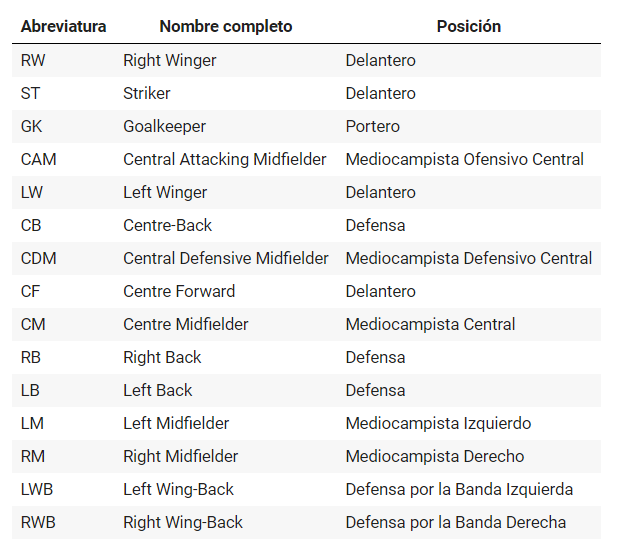 Abreviatura Nombre completo Posición
RW Right Winger Delantero
ST Striker Delantero
GK Goalkeeper Portero
CAM Central Attacking Midfielder Mediocampista Ofensivo Central
LW Left Winger Delantero
CB Centre-Back Defensa
CDM Central Defensive Midfielder Mediocampista Defensivo Central
CF Centre Forward Delantero
CM Centre Midfielder Mediocampista Central
RB Right Back Defensa
LB Left Back Defensa
LM Left Midfielder Mediocampista Izquierdo
RM Right Midfielder Mediocampista Derecho
LWB Left Wing-Back Defensa por la Banda Izquierda
RWB Right Wing-Back Defensa por la Banda Derecha